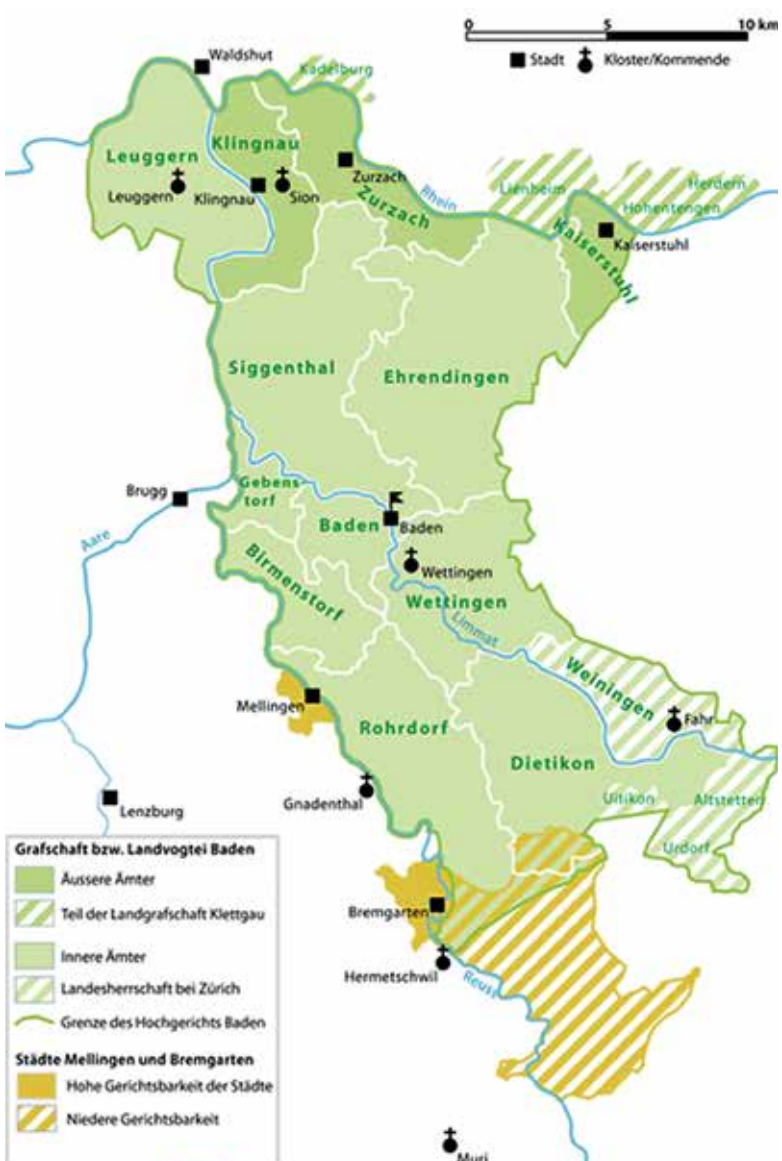 0 5 10 km
Stadt Kloster/Kommende
Waldshut
Kadelburg
Leuggern
Klingnau
Zurzach
Leuggern
Klingnau
Sion
Zurzach
Rhein
Lienheim
Herdern
Hohentengen
Kaiserstuhl
Kaiserstuhl
Siggenthal
Ehrendingen
Brugg
Gebens
torf
Baden
Baden
Aare
Birmenstorf
Wettingen
Wettingen
Limmat
Weiningen
Fahr
Mellingen
Rohrdorf
Dietikon
Gnadenthal
Uitikon
Altstetten
Urdorf
Lenzburg
Bremgarten
Hermetschwil
Reuss
Muri
Grafschaft bzw. Landvogtei Baden
Äussere Ämter
Teil der Landgrafschaft Klettgau
Innere Ämter
Landesherrschaft bei Zürich
Grenze des Hochgerichts Baden
Städte Mellingen und Bremgarten
Hohe Gerichtsbarkeit der Städte
Niedere Gerichtsbarkeit